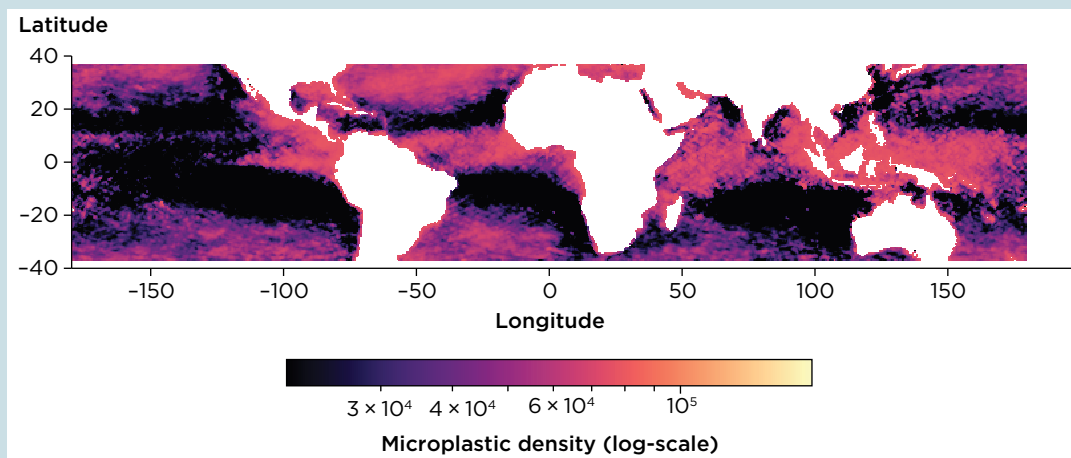 Latitude
40
20
0
−20
−40
−150 −100 −50 0 50 100 150
Longitude
3 × 10⁴ 4 × 10⁴ 6 × 10⁴ 10⁵
Microplastic density (log-scale)